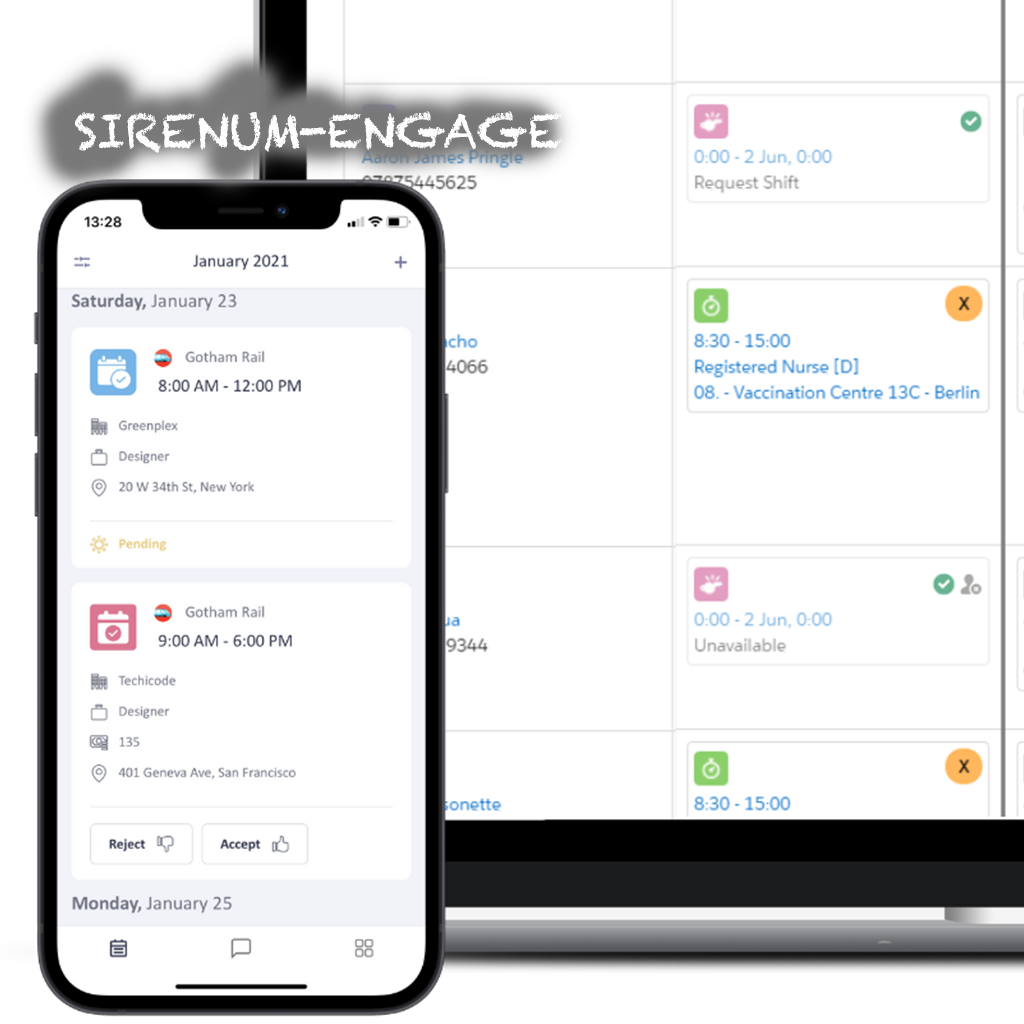 SIRENUM-ENGAGE
13:28
January 2021
Saturday, January 23
Gotham Rail
8:00 AM - 12:00 PM
Greenplex
Designer
20 W 34th St, New York
Pending
Gotham Rail
9:00 AM - 6:00 PM
Techicode
Designer
135
401 Geneva Ave, San Francisco
Reject
Accept
Monday, January 25
Aaron James Pringle
07975445625
0:00 - 2 Jun, 0:00
Request Shift
cho
4066
X
8:30 - 15:00
Registered Nurse [D]
08. - Vaccination Centre 13C - Berlin
ua
9344
0:00 - 2 Jun, 0:00
Unavailable
sonette
X
8:30 - 15:00